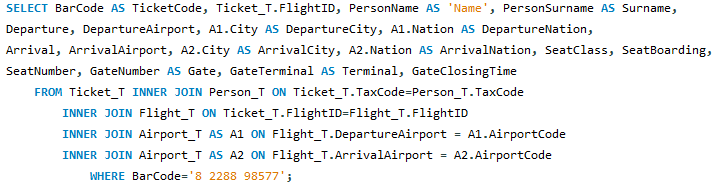 SELECT BarCode AS TicketCode, Ticket_T.FlightID, PersonName AS 'Name', PersonSurname AS Surname,
Departure, DepartureAirport, A1.City AS DepartureCity, A1.Nation AS DepartureNation,
Arrival, ArrivalAirport, A2.City AS ArrivalCity, A2.Nation AS ArrivalNation, SeatClass, SeatBoarding,
SeatNumber, GateNumber AS Gate, GateTerminal AS Terminal, GateClosingTime
FROM Ticket_T INNER JOIN Person_T ON Ticket_T.TaxCode=Person_T.TaxCode
INNER JOIN Flight_T ON Ticket_T.FlightID=Flight_T.FlightID
INNER JOIN Airport_T AS A1 ON Flight_T.DepartureAirport = A1.AirportCode
INNER JOIN Airport_T AS A2 ON Flight_T.ArrivalAirport = A2.AirportCode
WHERE BarCode='8 2288 98577';